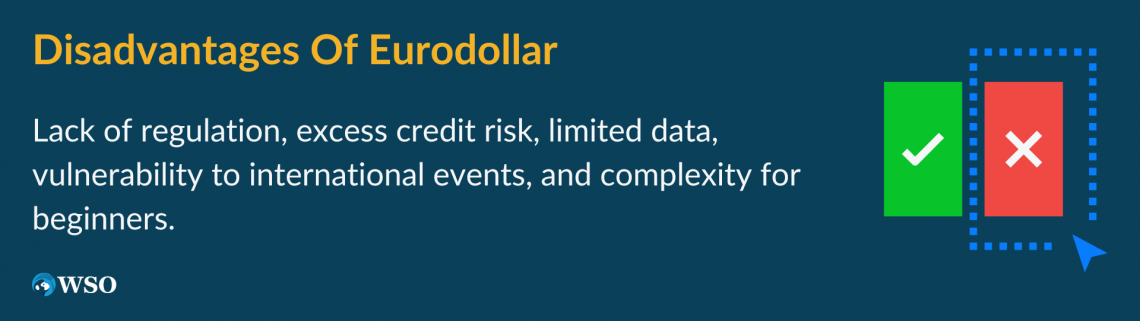 Disadvantages Of Eurodollar
Lack of regulation, excess credit risk, limited data,
vulnerability to international events, and complexity for
beginners.
WSO